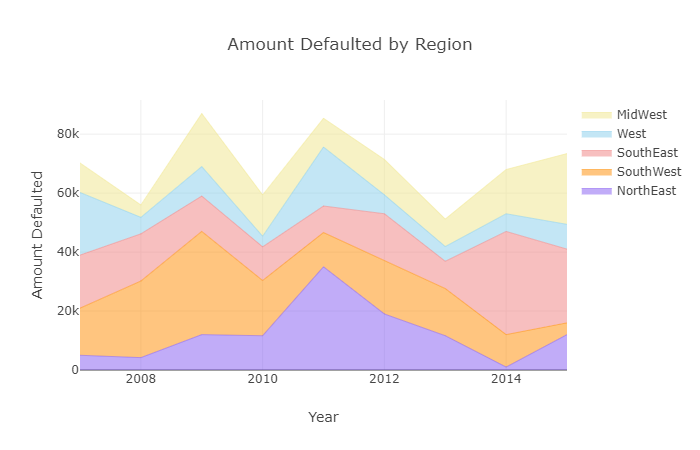 Amount Defaulted by Region
MidWest
West
SouthEast
SouthWest
NorthEast
Amount Defaulted
80k
60k
40k
20k
0
2008
2010
2012
2014
Year